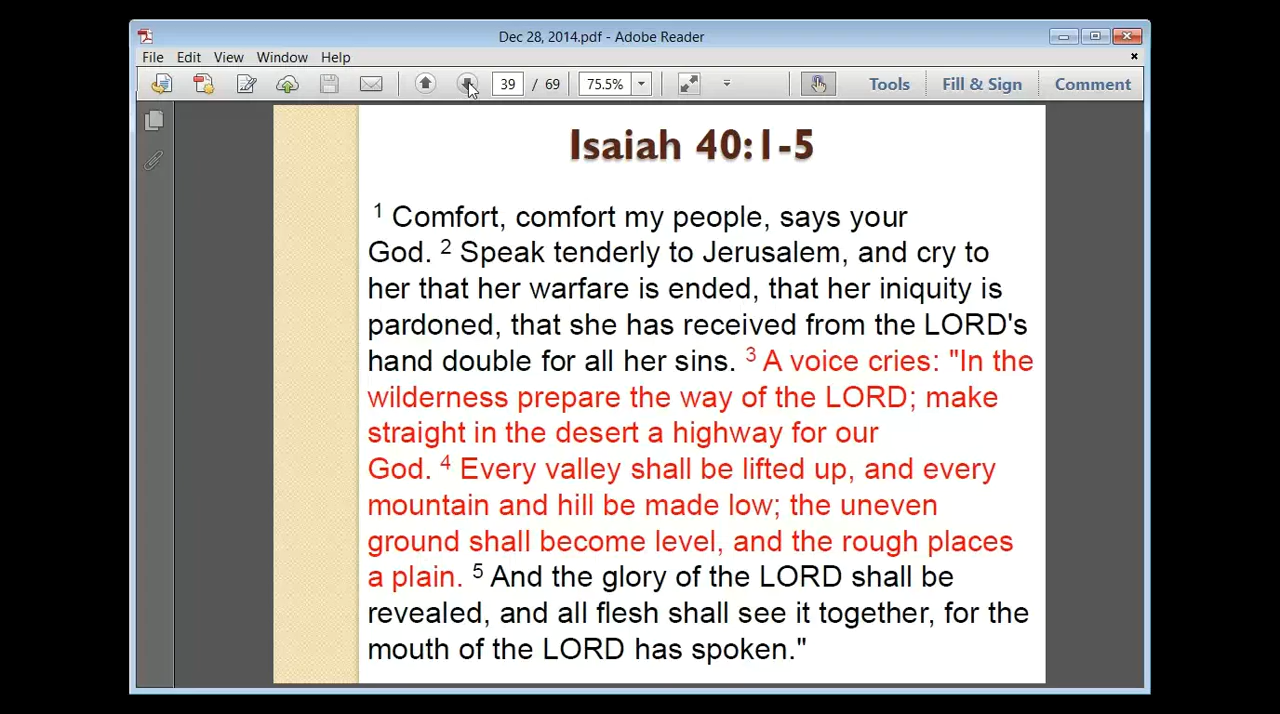 Dec 28, 2014.pdf - Adobe Reader
File Edit View Window Help
39 / 69 75.5% Tools Fill & Sign Comment
Isaiah 40:1-5
1 Comfort, comfort my people, says your
God. 2 Speak tenderly to Jerusalem, and cry to
her that her warfare is ended, that her iniquity is
pardoned, that she has received from the LORD's
hand double for all her sins. 3 A voice cries: "In the
wilderness prepare the way of the LORD; make
straight in the desert a highway for our
God. 4 Every valley shall be lifted up, and every
mountain and hill be made low; the uneven
ground shall become level, and the rough places
a plain. 5 And the glory of the LORD shall be
revealed, and all flesh shall see it together, for the
mouth of the LORD has spoken."